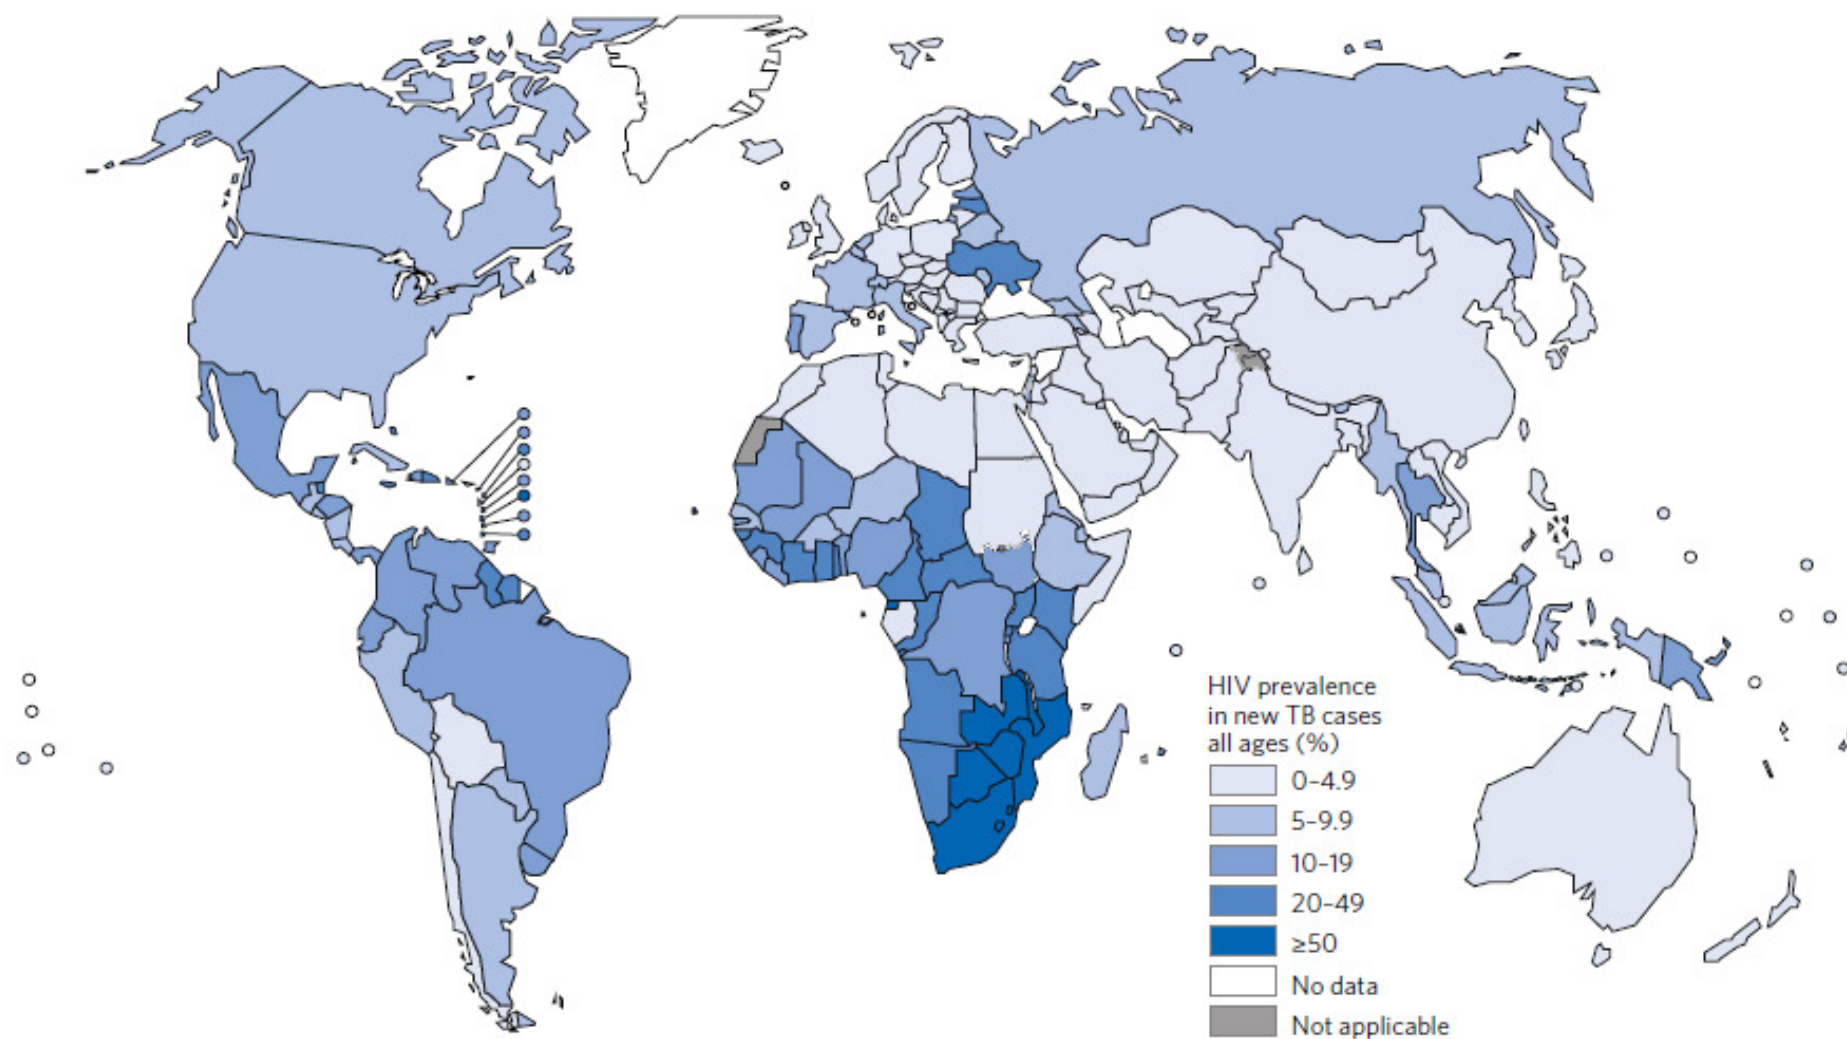 HIV prevalence
in new TB cases
all ages (%)
0–4.9
5–9.9
10–19
20–49
≥50
No data
Not applicable